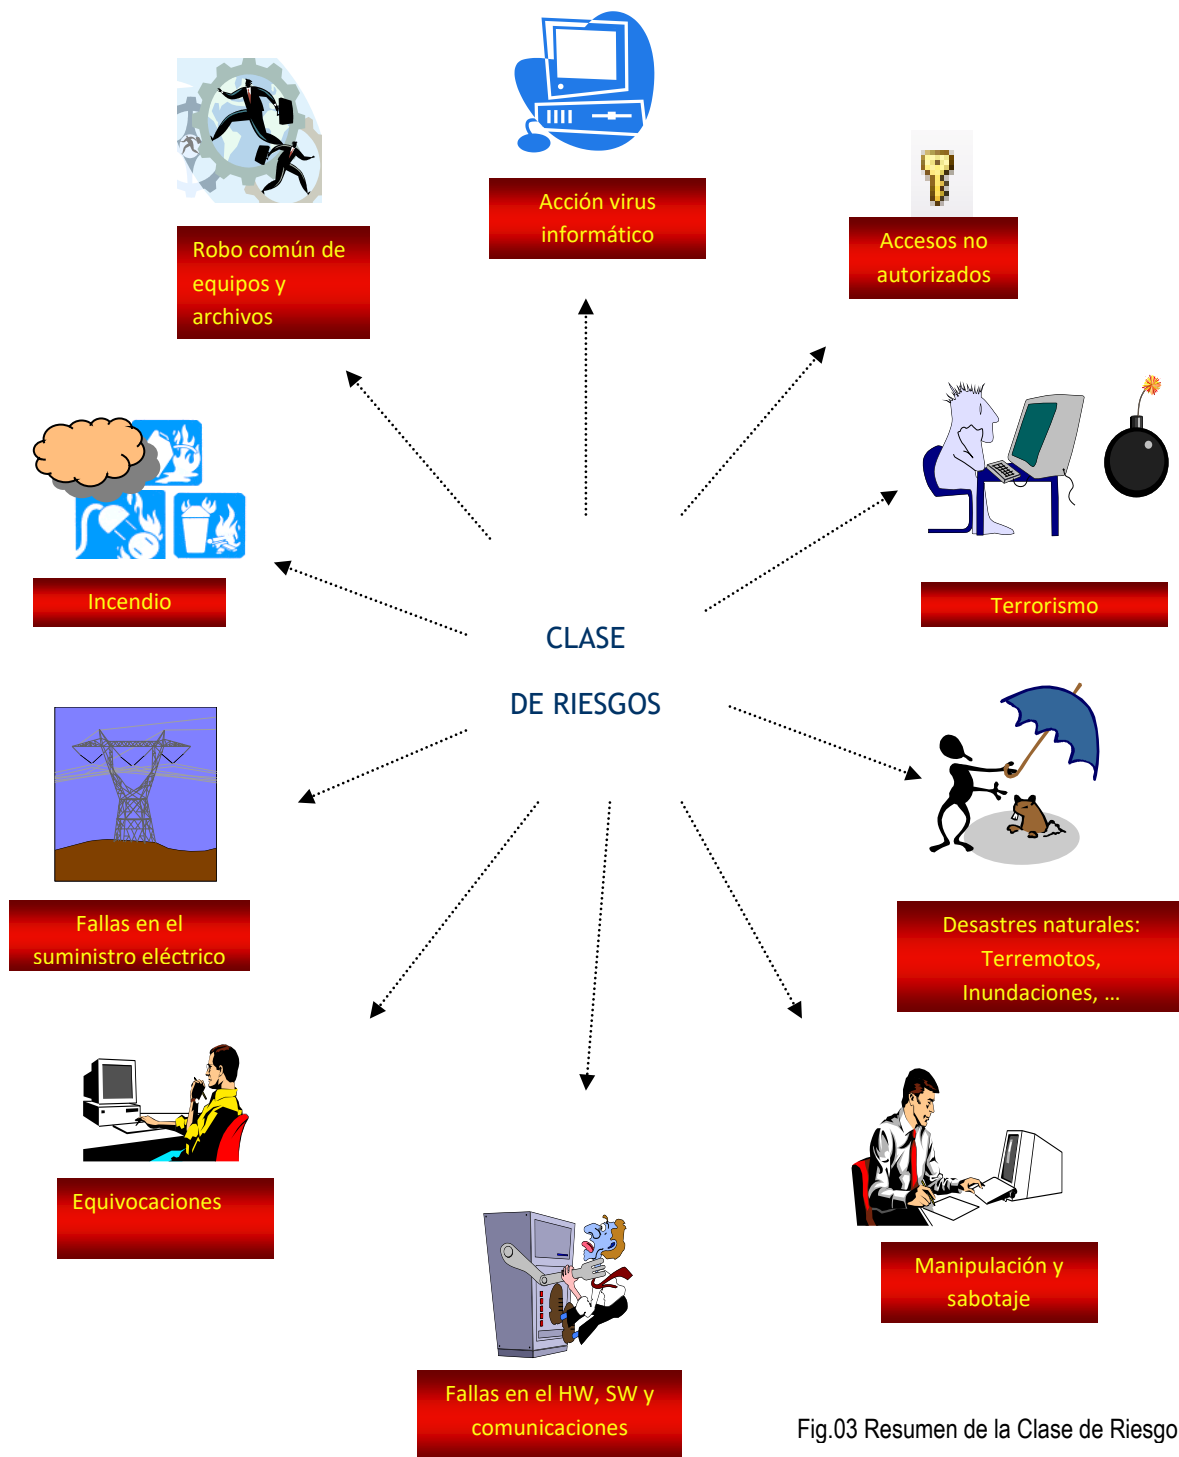 Acción virus
informático
Robo común de
equipos y
archivos
Accesos no
autorizados
Incendio
Terrorismo
CLASE
DE RIESGOS
Fallas en el
suministro eléctrico
Desastres naturales:
Terremotos,
Inundaciones, ...
Equivocaciones
Manipulación y
sabotaje
Fallas en el HW, SW y
comunicaciones
Fig.03 Resumen de la Clase de Riesgo